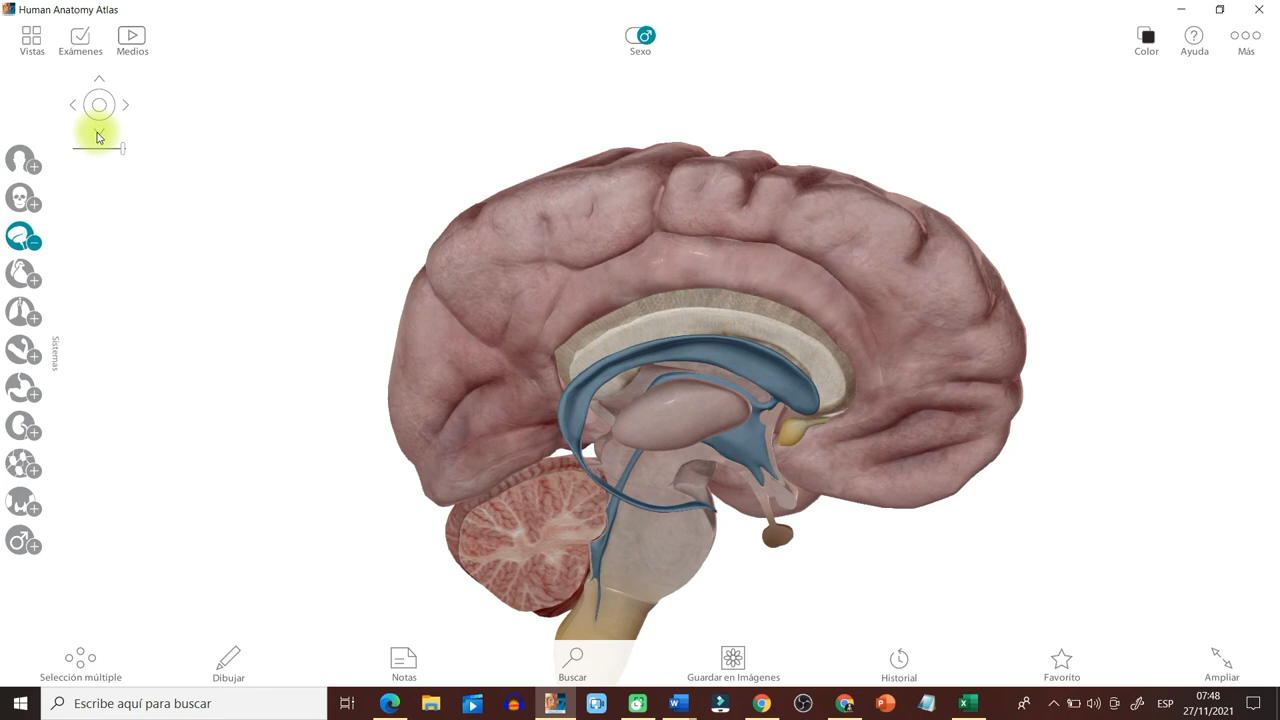 Human Anatomy Atlas
Vistas
Exámenes
Medios
Sexo
Color
Ayuda
Más
Sistemas
Selección múltiple
Dibujar
Notas
Buscar
Guardar en Imágenes
Historial
Favorito
Ampliar
Escribe aquí para buscar
ESP
07:48
27/11/2021